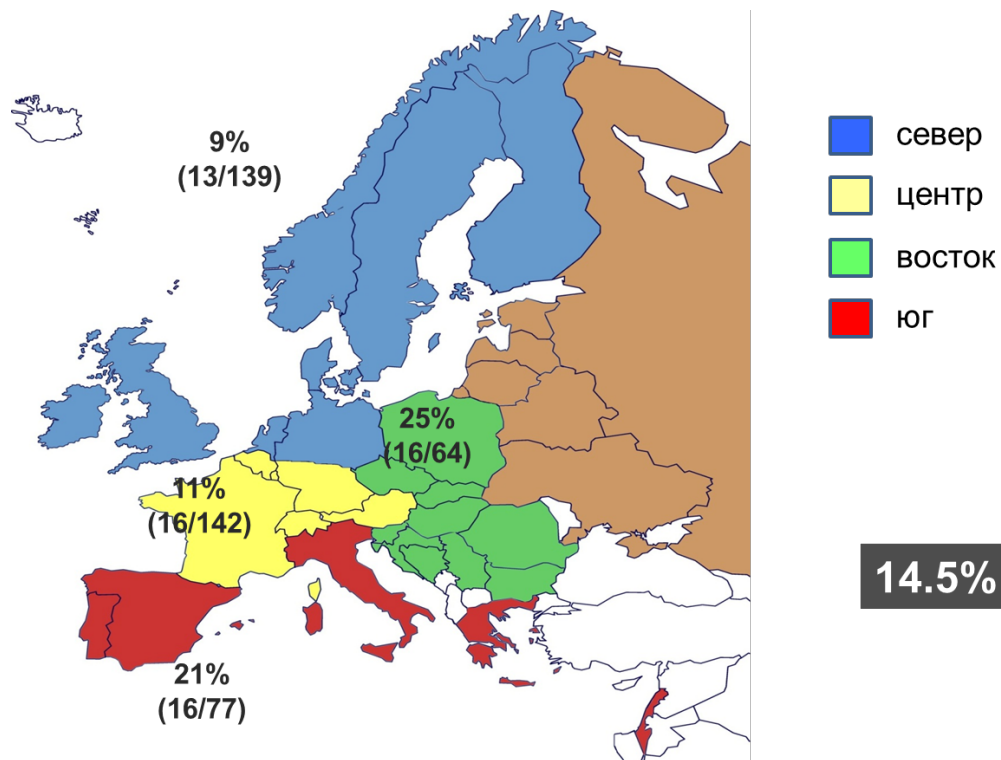 9%
(13/139)
север
центр
восток
юг
25%
(16/64)
11%
(16/142)
14.5%
21%
(16/77)